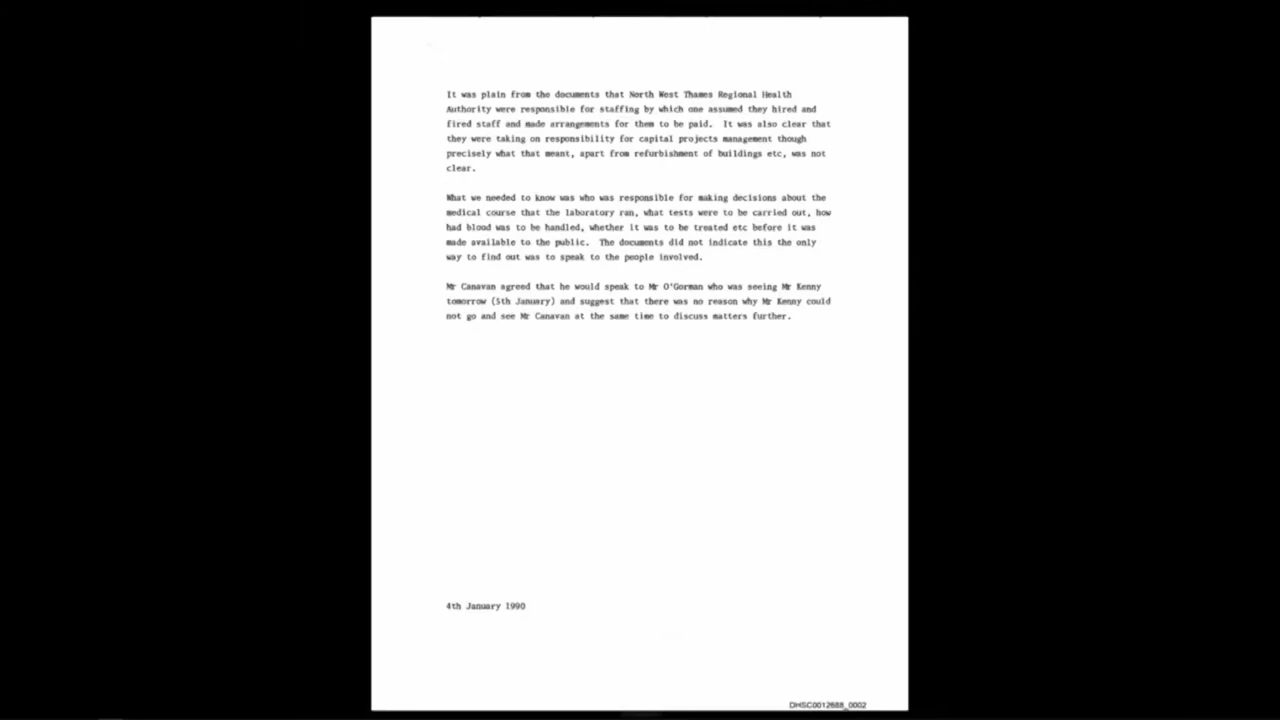 It was plain from the documents that North West Thames Regional Health
Authority were responsible for staffing by which one assumed they hired and
fired staff and made arrangements for them to be paid. It was also clear that
they were taking on responsibility for capital projects management though
precisely what that meant, apart from refurbishment of buildings etc, was not
clear.
What we needed to know was who was responsible for making decisions about the
medical course that the laboratory ran, what tests were to be carried out, how
had blood was to be handled, whether it was to be treated etc before it was
made available to the public. The documents did not indicate this the only
way to find out was to speak to the people involved.
Mr Canavan agreed that he would speak to Mr O'Gorman who was seeing Mr Kenny
tomorrow (5th January) and suggest that there was no reason why Mr Kenny could
not go and see Mr Canavan at the same time to discuss matters further.
4th January 1990
DHSC0012688_0002